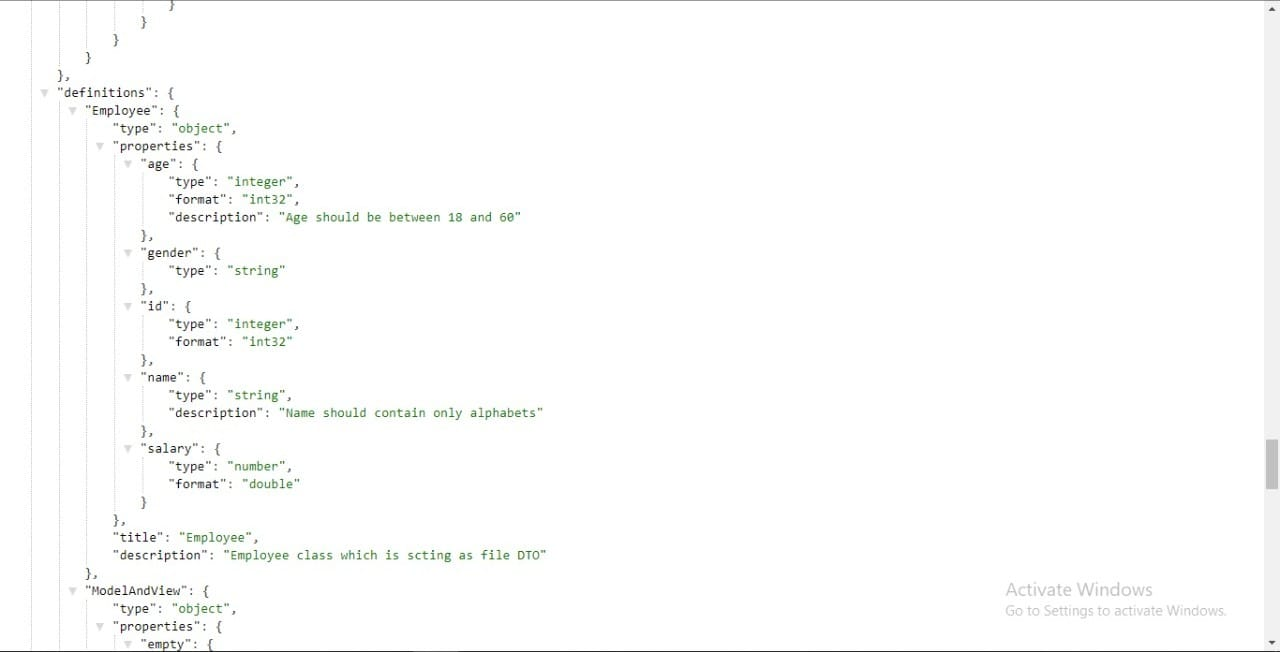 }
}
}
}
},
"definitions": {
"Employee": {
"type": "object",
"properties": {
"age": {
"type": "integer",
"format": "int32",
"description": "Age should be between 18 and 60"
},
"gender": {
"type": "string"
},
"id": {
"type": "integer",
"format": "int32"
},
"name": {
"type": "string",
"description": "Name should contain only alphabets"
},
"salary": {
"type": "number",
"format": "double"
}
},
"title": "Employee",
"description": "Employee class which is scting as file DTO"
},
"ModelAndView": {
"type": "object",
"properties": {
"empty": {
Activate Windows
Go to Settings to activate Windows.